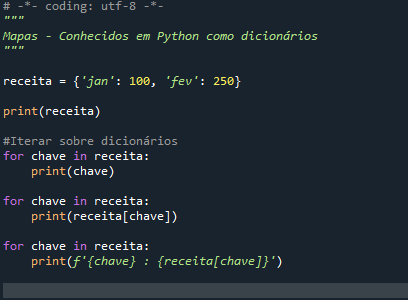 # -*- coding: utf-8 -*-
"""
Mapas - Conhecidos em Python como dicionários
"""
receita = {'jan': 100, 'fev': 250}
print(receita)
#Iterar sobre dicionários
for chave in receita:
    print(chave)
for chave in receita:
    print(receita[chave])
for chave in receita:
    print(f'{chave} : {receita[chave]}')